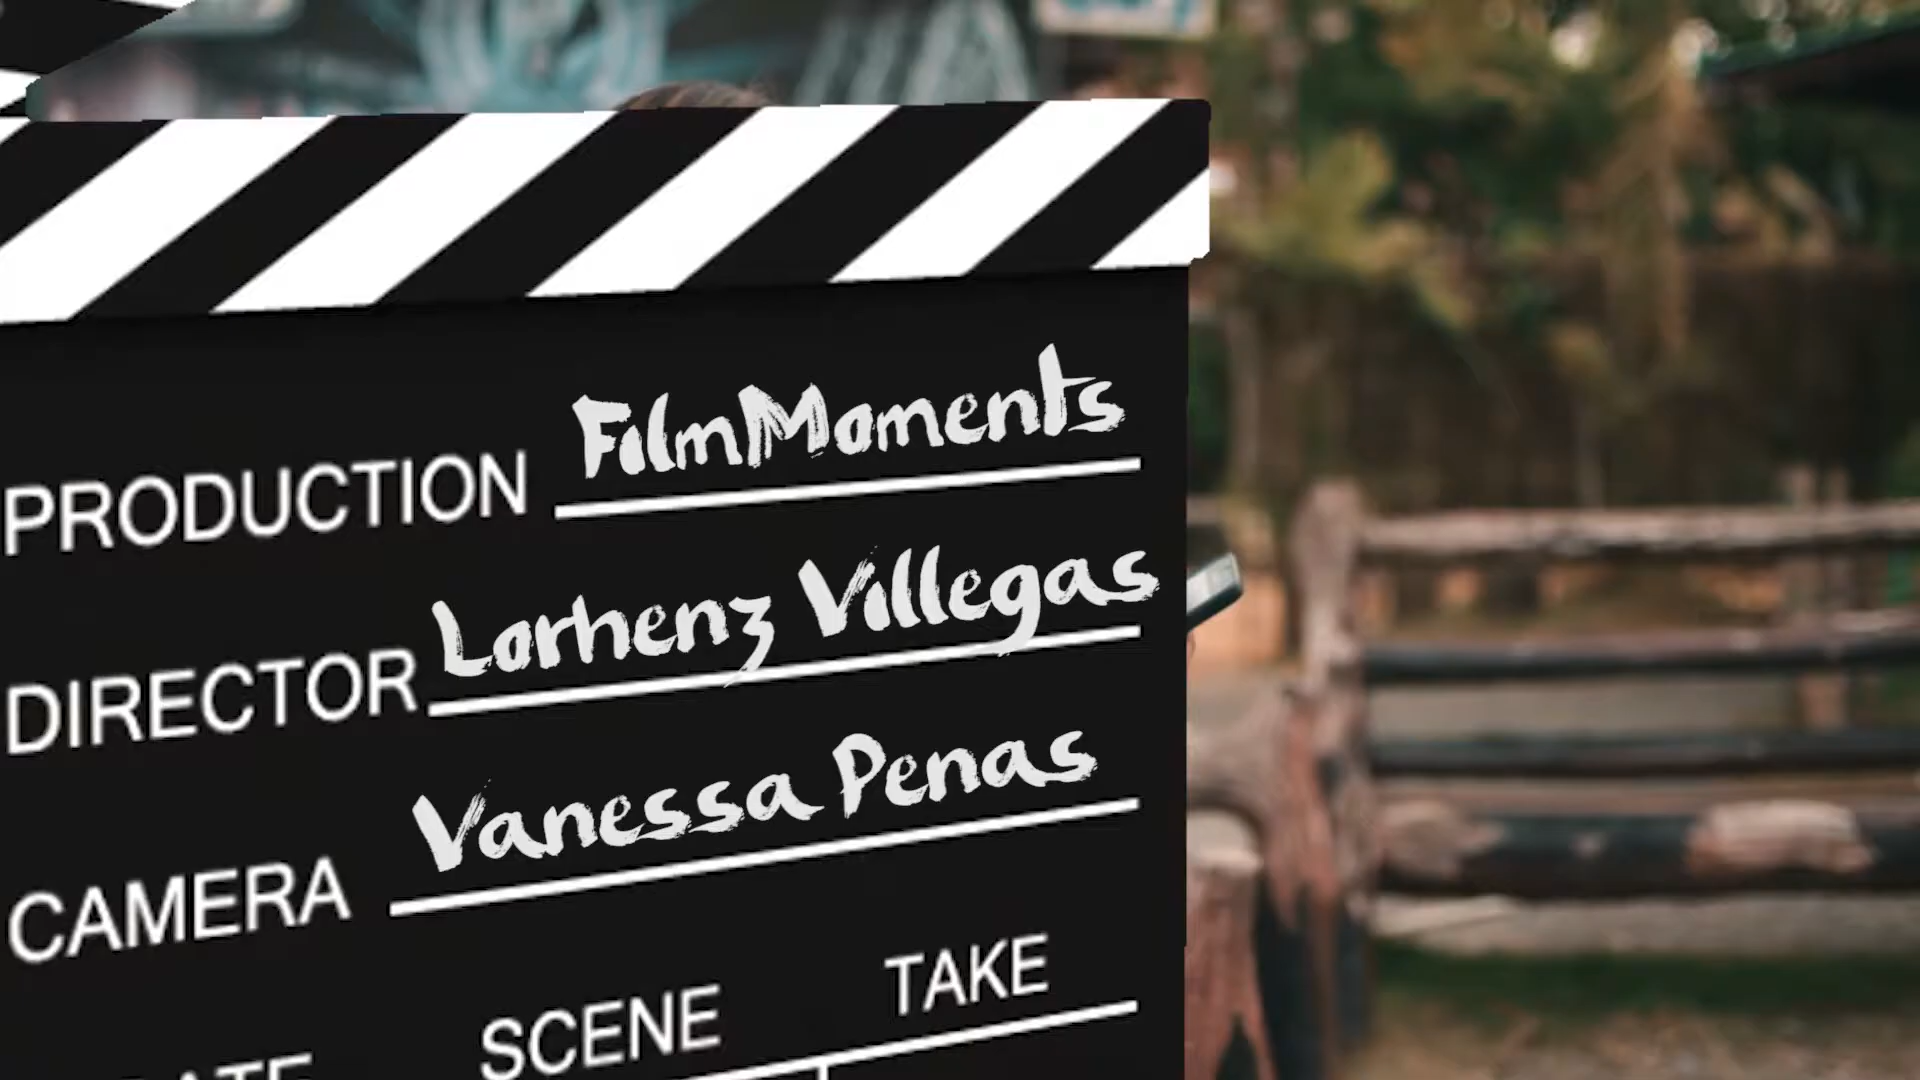 PRODUCTION FilmMoments
DIRECTOR Lorhenz Villegas
CAMERA Vanessa Penas
SCENE TAKE